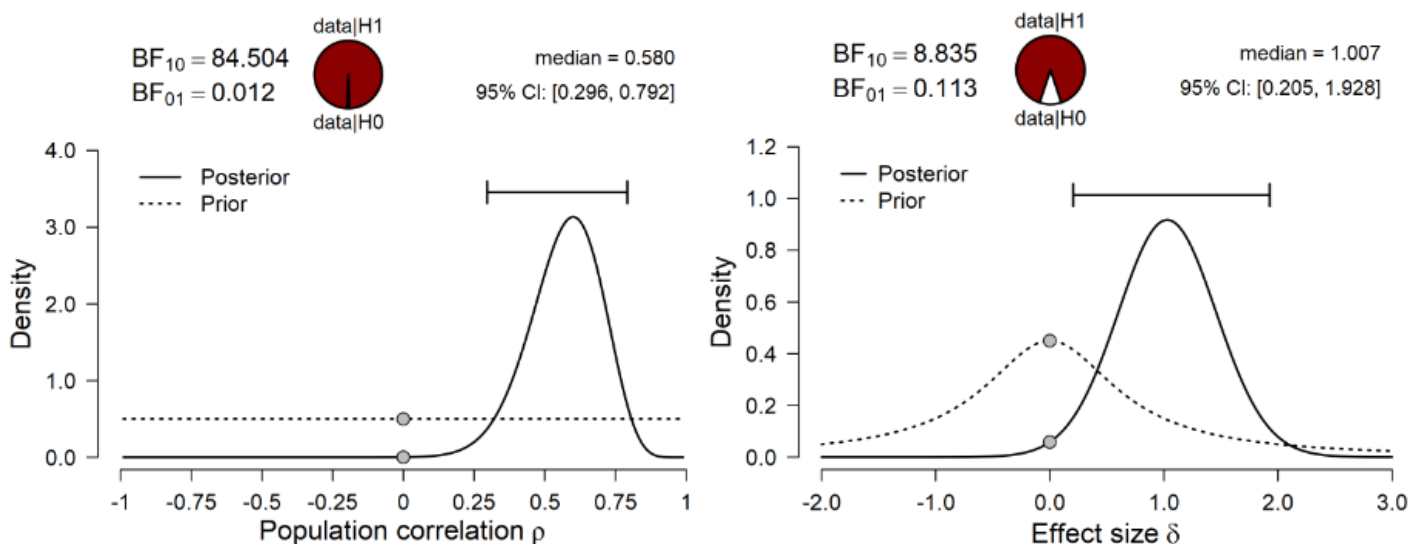 data|H1
BF₁₀ = 84.504
BF₀₁ = 0.012
median = 0.580
95% CI: [0.296, 0.792]
data|H0
Posterior
Prior
4.0
3.0
2.0
1.0
0.0
Density
-1
-0.75
-0.5
-0.25
0
0.25
0.5
0.75
1
Population correlation ρ
data|H1
BF₁₀ = 8.835
BF₀₁ = 0.113
median = 1.007
95% CI: [0.205, 1.928]
data|H0
Posterior
Prior
1.2
1.0
0.8
0.6
0.4
0.2
0.0
Density
-2.0
-1.0
0.0
1.0
2.0
3.0
Effect size δ